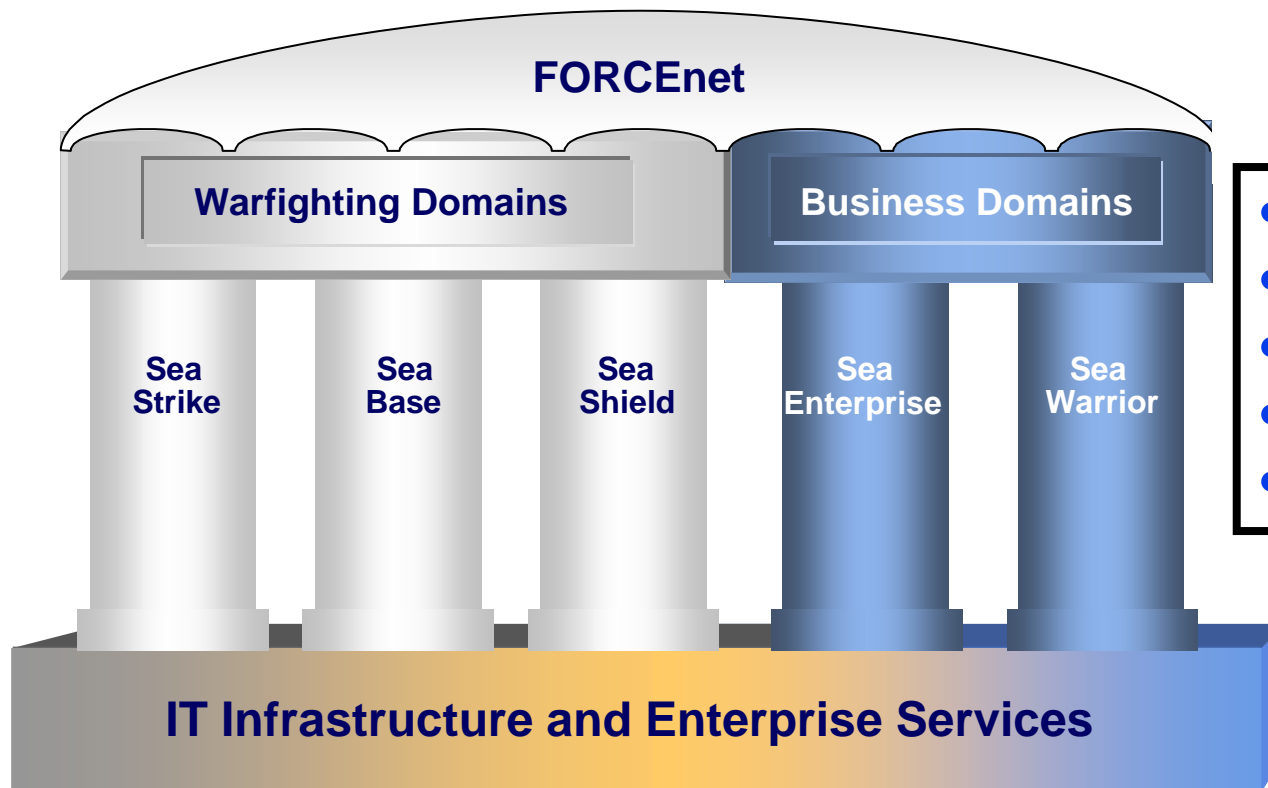 FORCEnet
Warfighting Domains
Business Domains
Sea
Strike
Sea
Base
Sea
Shield
Sea
Enterprise
Sea
Warrior
IT Infrastructure and Enterprise Services